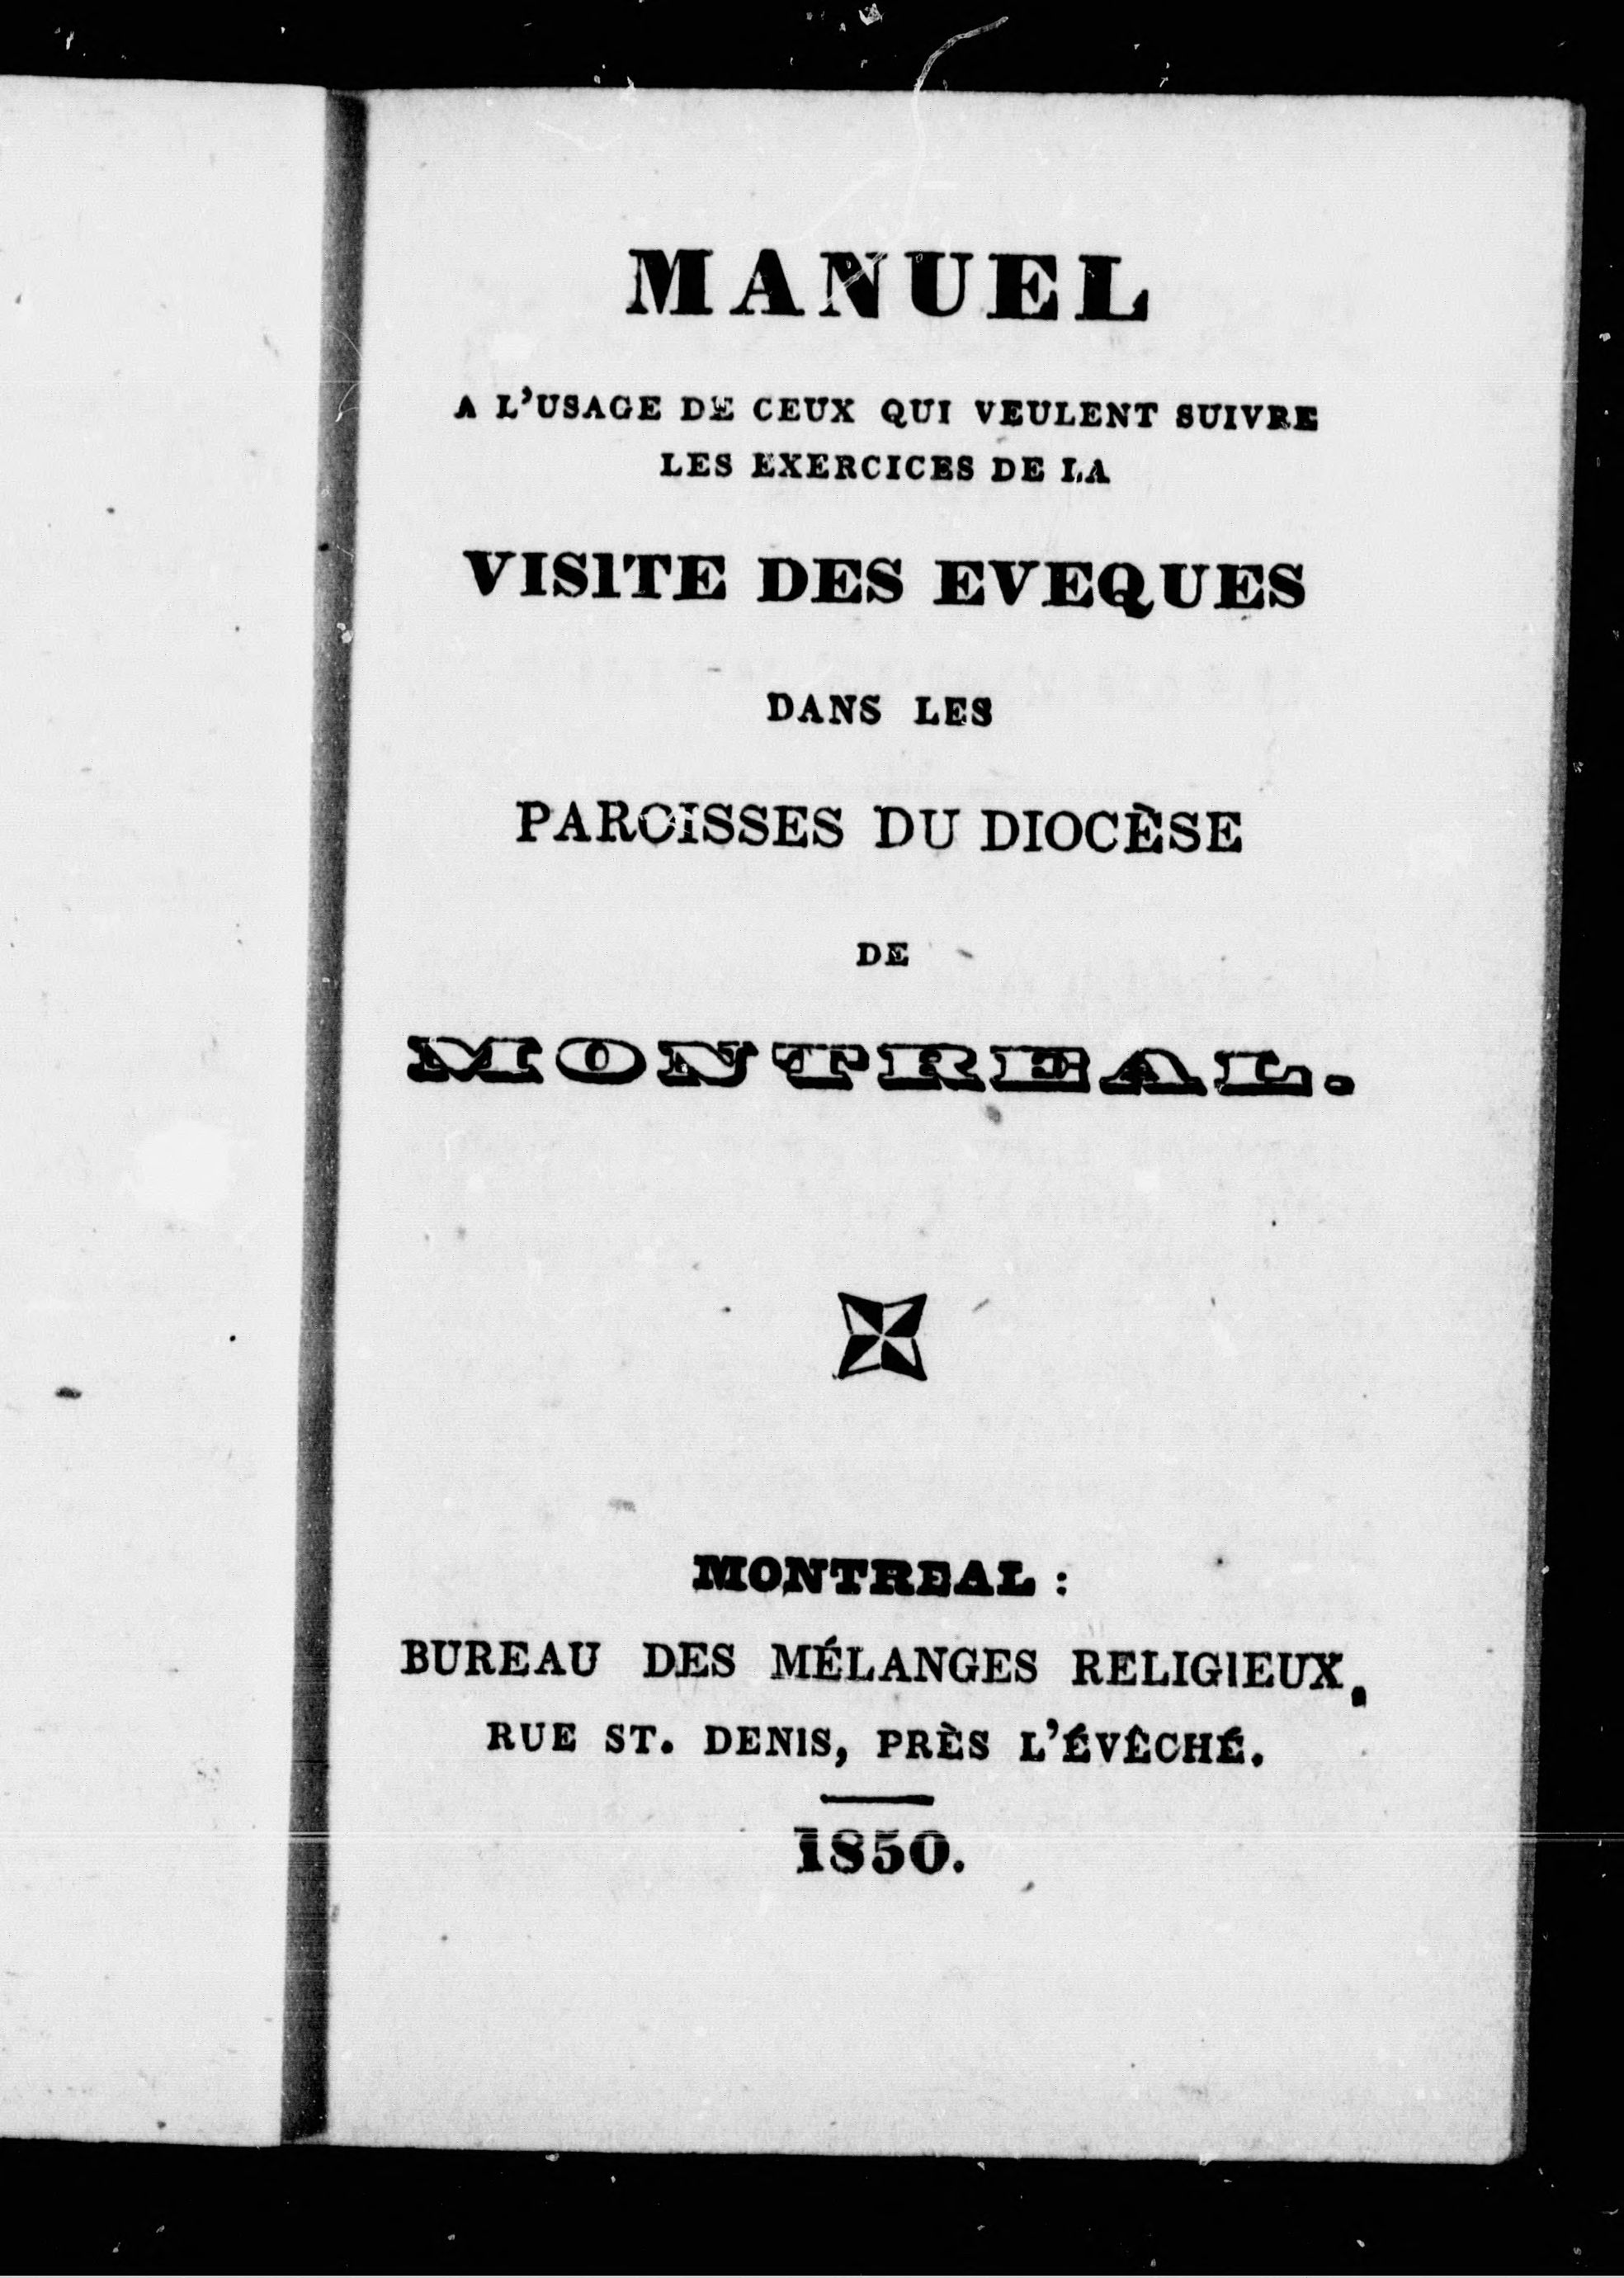 MANUEL
A L'USAGE DE CEUX QUI VEULENT SUIVRE
LES EXERCICES DE LA
VISITE DES EVEQUES
DANS LES
PAROISSES DU DIOCÈSE
DE
MONTREAL.
MONTREAL :
BUREAU DES MÉLANGES RELIGIEUX,
RUE ST. DENIS, PRÈS L'ÉVÊCHÉ.
1850.